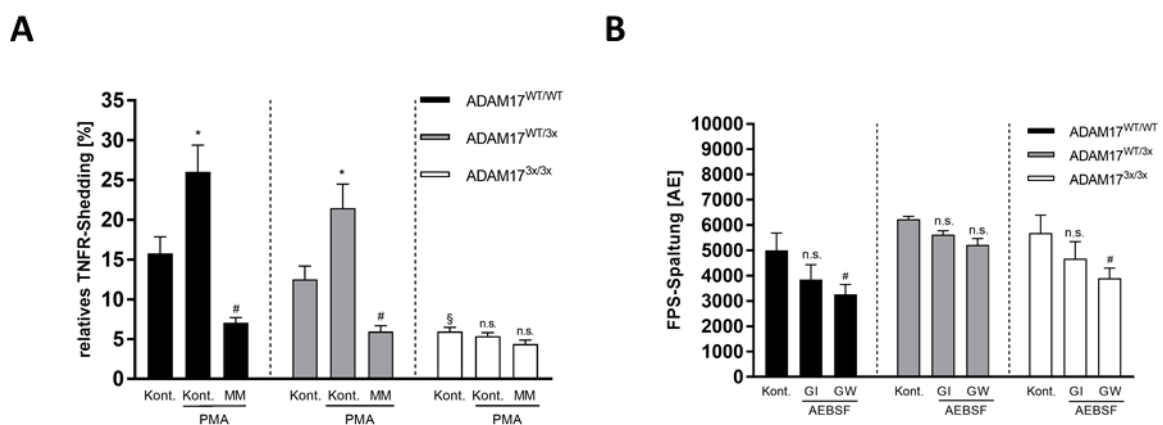 A
relatives TNFR-Shedding [%]
35
30
25
20
15
10
5
0
*
#
*
#
§
n.s.
n.s.
ADAM17WT/WT
ADAM17WT/3x
ADAM173x/3x
Kont. Kont. MM Kont. Kont. MM Kont. Kont. MM
PMA PMA PMA
B
FPS-Spaltung [AE]
10000
9000
8000
7000
6000
5000
4000
3000
2000
1000
0
n.s.
#
n.s.
n.s.
n.s.
#
ADAM17WT/WT
ADAM17WT/3x
ADAM173x/3x
Kont. GI GW Kont. GI GW Kont. GI GW
AEBSF AEBSF AEBSF